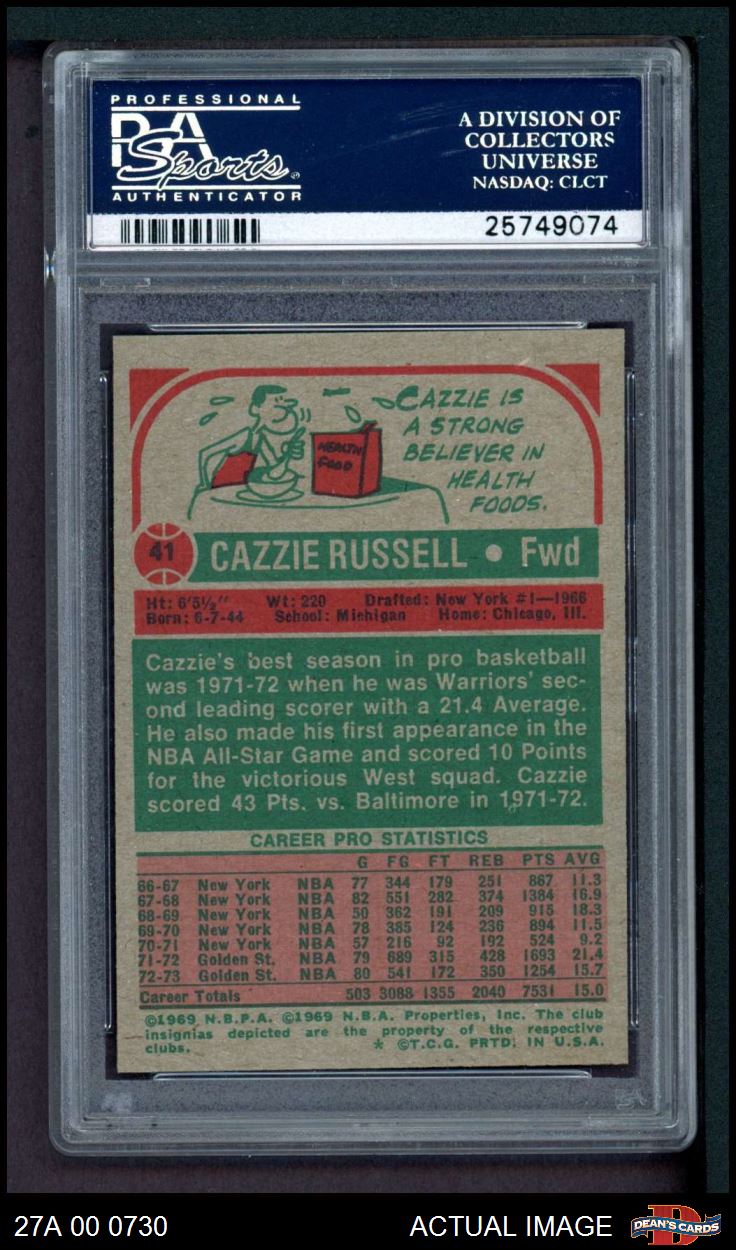 PROFESSIONAL
PSA
Sports
AUTHENTICATOR
A DIVISION OF
COLLECTORS
UNIVERSE
NASDAQ: CLCT
25749074
CAZZIE IS
A STRONG
BELIEVER IN
HEALTH
FOODS.
HEALTH
FOOD
41 CAZZIE RUSSELL • Fwd
Ht: 6'5½" Wt: 220 Drafted: New York #1—1966
Born: 6-7-44 School: Michigan Home: Chicago, Ill.
Cazzie's best season in pro basketball
was 1971-72 when he was Warriors' sec-
ond leading scorer with a 21.4 Average.
He also made his first appearance in the
NBA All-Star Game and scored 10 Points
for the victorious West squad. Cazzie
scored 43 Pts. vs. Baltimore in 1971-72.
CAREER PRO STATISTICS
G FG FT REB PTS AVG
66-67 New York NBA 77 344 179 251 867 11.3
67-68 New York NBA 82 551 282 374 1384 16.9
68-69 New York NBA 50 362 191 209 915 18.3
69-70 New York NBA 78 385 124 236 894 11.5
70-71 New York NBA 57 216 92 192 524 9.2
71-72 Golden St. NBA 79 689 315 428 1693 21.4
72-73 Golden St. NBA 80 541 172 350 1254 15.7
Career Totals 503 3088 1355 2040 7531 15.0
©1969 N.B.P.A. ©1969 N.B.A. Properties, Inc. The club
insignias depicted are the property of the respective
clubs. * ©T.C.G. PRTD. IN U.S.A.
27A 00 0730
ACTUAL IMAGE
DEAN'S CARDS